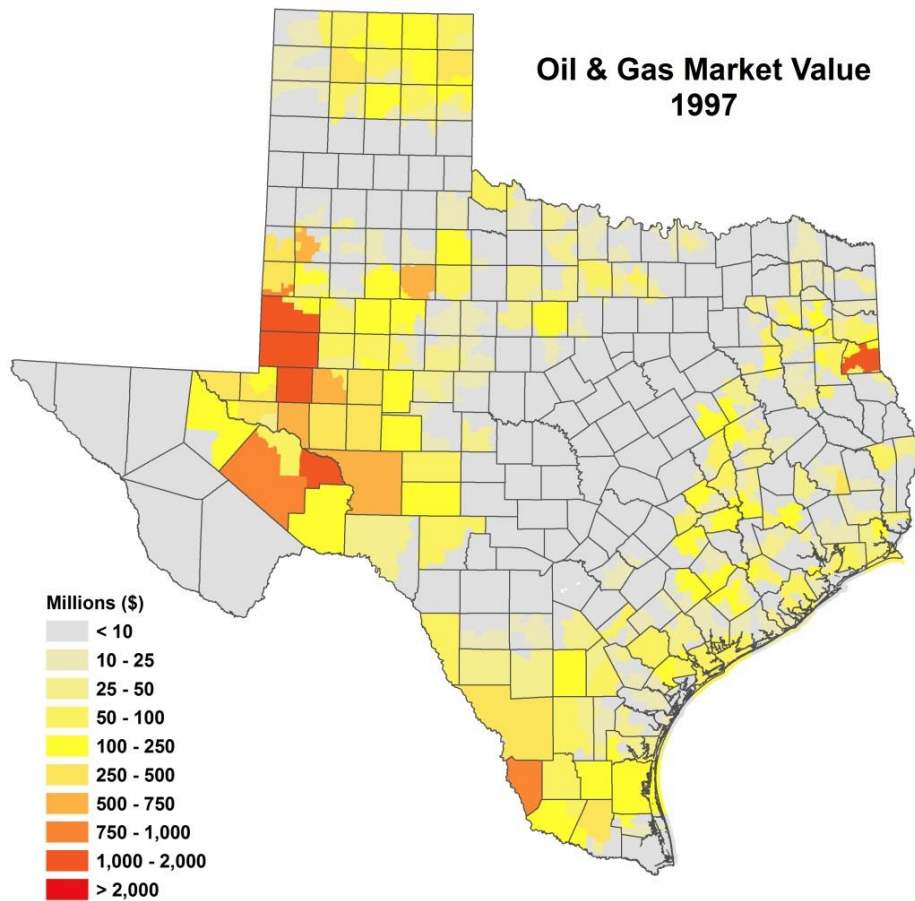 Oil & Gas Market Value
1997
Millions ($)
< 10
10 - 25
25 - 50
50 - 100
100 - 250
250 - 500
500 - 750
750 - 1,000
1,000 - 2,000
> 2,000